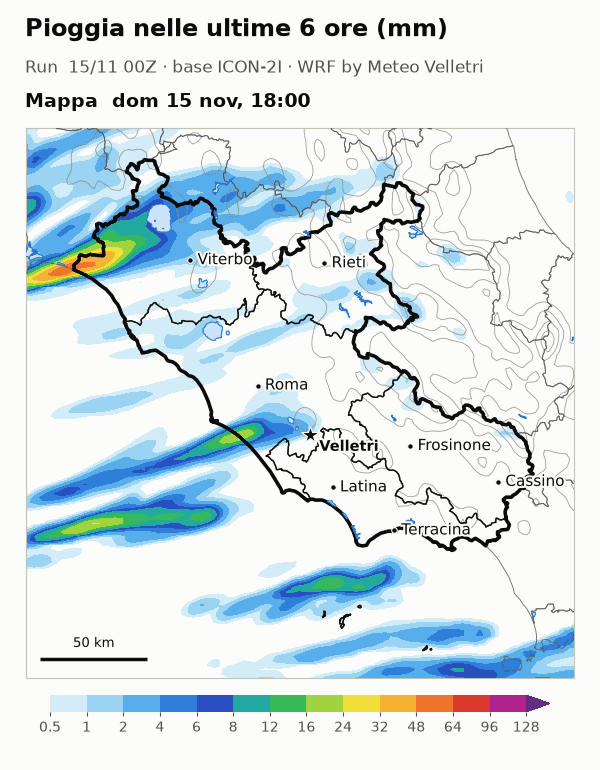 Pioggia nelle ultime 6 ore (mm)
Run  15/11 00Z · base ICON-2I · WRF by Meteo Velletri
Mappa  dom 15 nov, 18:00
Viterbo
Rieti
Roma
Velletri
Frosinone
Cassino
Latina
Terracina
50 km
0.5 1 2 4 6 8 12 16 24 32 48 64 96 128